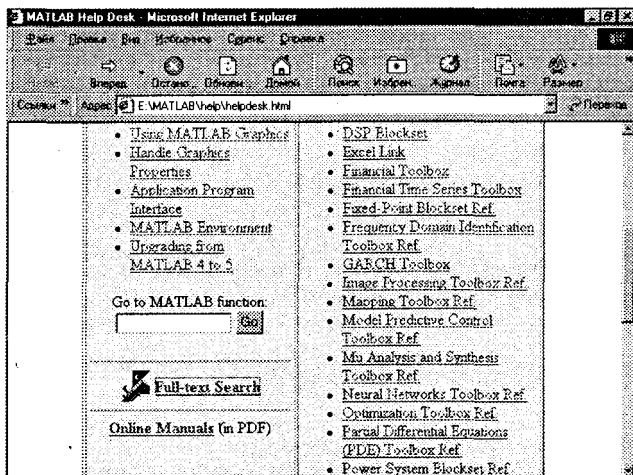 MATLAB Help Desk - Microsoft Internet Explorer
Файл Правка Вид Избранное Сервис Справка
Вперед Остано... Обновить Домой Поиск Избран. Журнал Почта Размер
Ссылки » Адрес E:\MATLAB\help\helpdesk.html Переход
• Using MATLAB Graphics
• Handle Graphics
Properties
• Application Program
Interface
• MATLAB Environment
• Upgrading from
MATLAB 4 to 5
Go to MATLAB function:
Go
Full-text Search
Online Manuals (in PDF)
• DSP Blockset
• Excel Link
• Financial Toolbox
• Financial Time Series Toolbox
• Fixed-Point Blockset Ref.
• Frequency Domain Identification
Toolbox Ref.
• GARCH Toolbox
• Image Processing Toolbox Ref.
• Mapping Toolbox Ref.
• Model Predictive Control
Toolbox Ref.
• Mu Analysis and Synthesis
Toolbox Ref.
• Neural Networks Toolbox Ref.
• Optimization Toolbox Ref.
• Partial Differential Equations
(PDE) Toolbox Ref.
• Power System Blockset Ref.